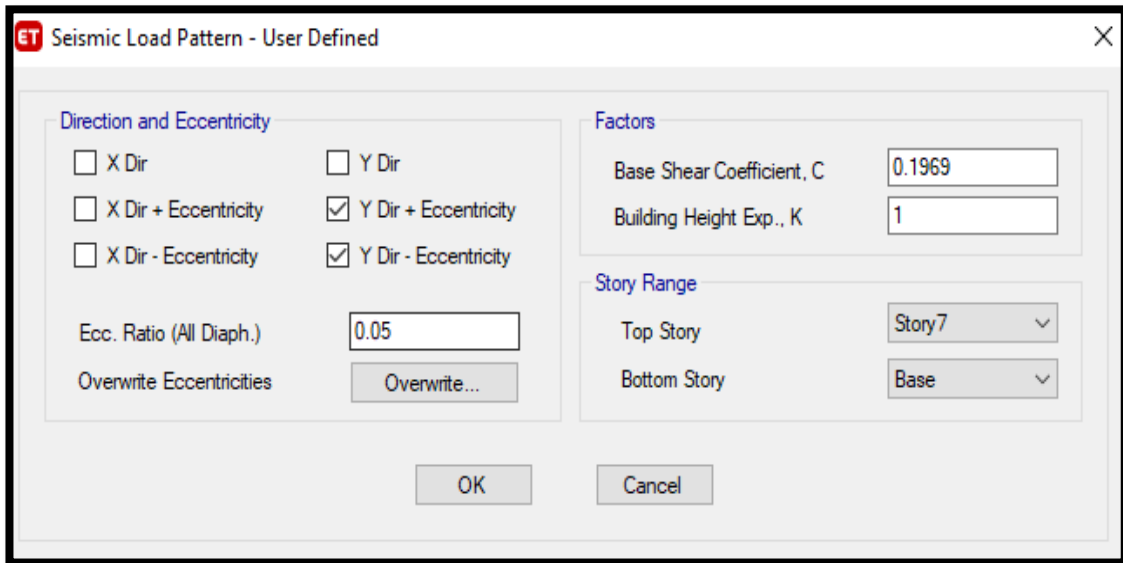 ET Seismic Load Pattern - User Defined
Direction and Eccentricity
X Dir
Y Dir
X Dir + Eccentricity
Y Dir + Eccentricity
X Dir - Eccentricity
Y Dir - Eccentricity
Ecc. Ratio (All Diaph.) 0.05
Overwrite Eccentricities Overwrite...
Factors
Base Shear Coefficient, C 0.1969
Building Height Exp., K 1
Story Range
Top Story Story7
Bottom Story Base
OK
Cancel